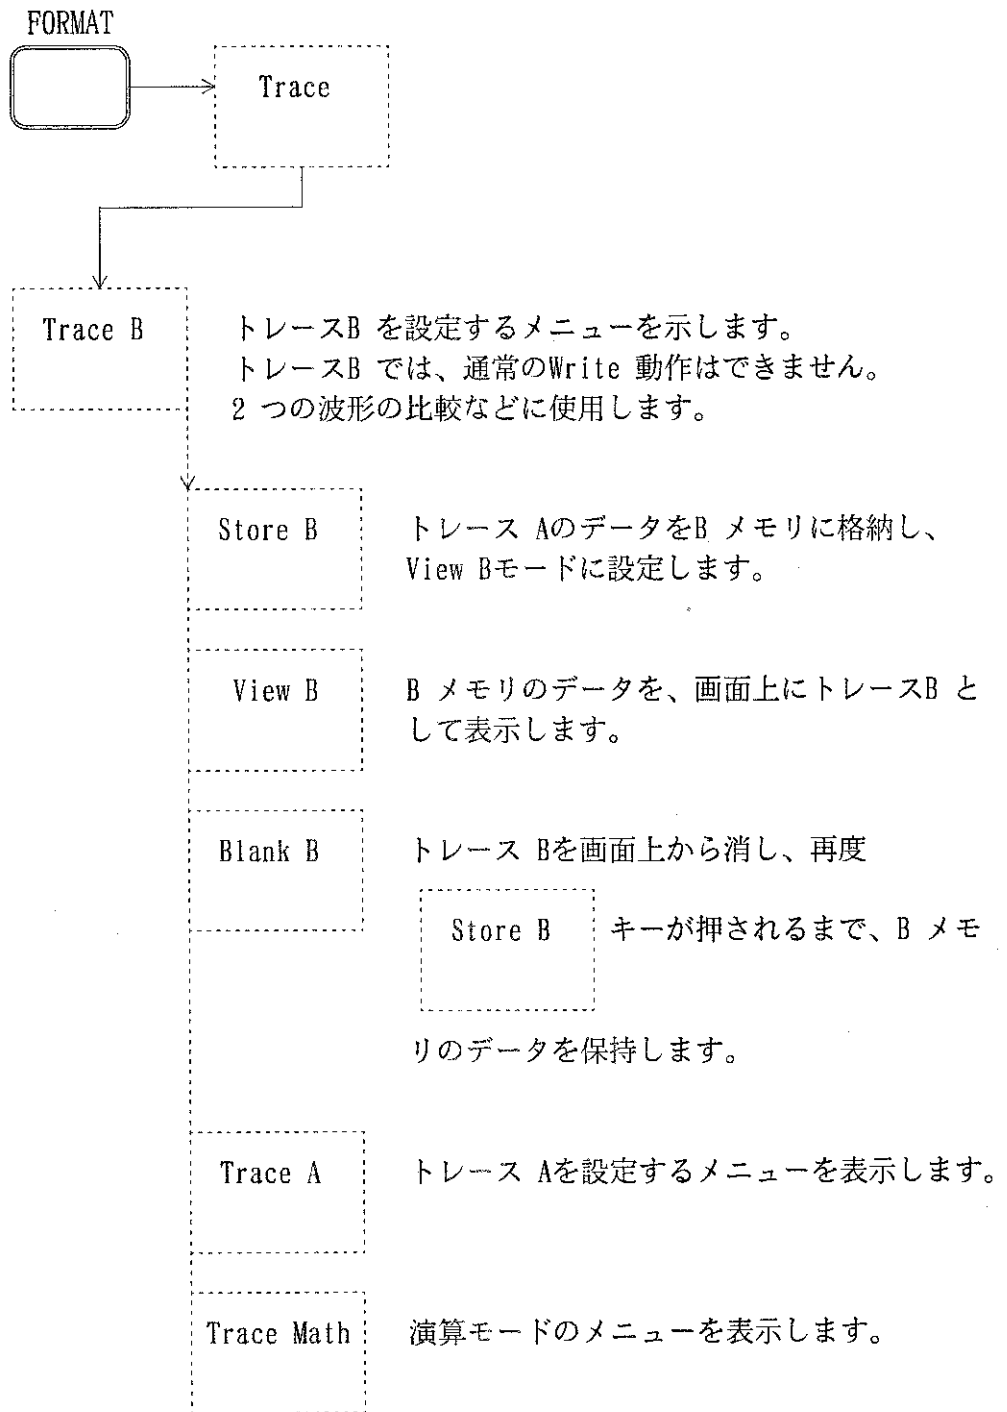 FORMAT
Trace
Trace B
トレースB を設定するメニューを示します。
トレースB では、通常のWrite 動作はできません。
2 つの波形の比較などに使用します。
Store B
トレース AのデータをB メモリに格納し、
View Bモードに設定します。
View B
B メモリのデータを、画面上にトレースB と
して表示します。
Blank B
トレース Bを画面上から消し、再度
Store B キーが押されるまで、B メモ
リのデータを保持します。
Trace A
トレース Aを設定するメニューを表示します。
Trace Math
演算モードのメニューを表示します。